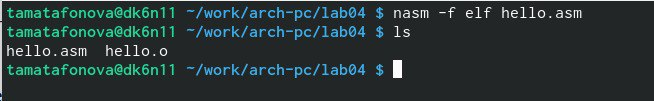 tamatafonova@dk6n11 ~/work/arch-pc/lab04 $ nasm -f elf hello.asm
tamatafonova@dk6n11 ~/work/arch-pc/lab04 $ ls
hello.asm  hello.o
tamatafonova@dk6n11 ~/work/arch-pc/lab04 $